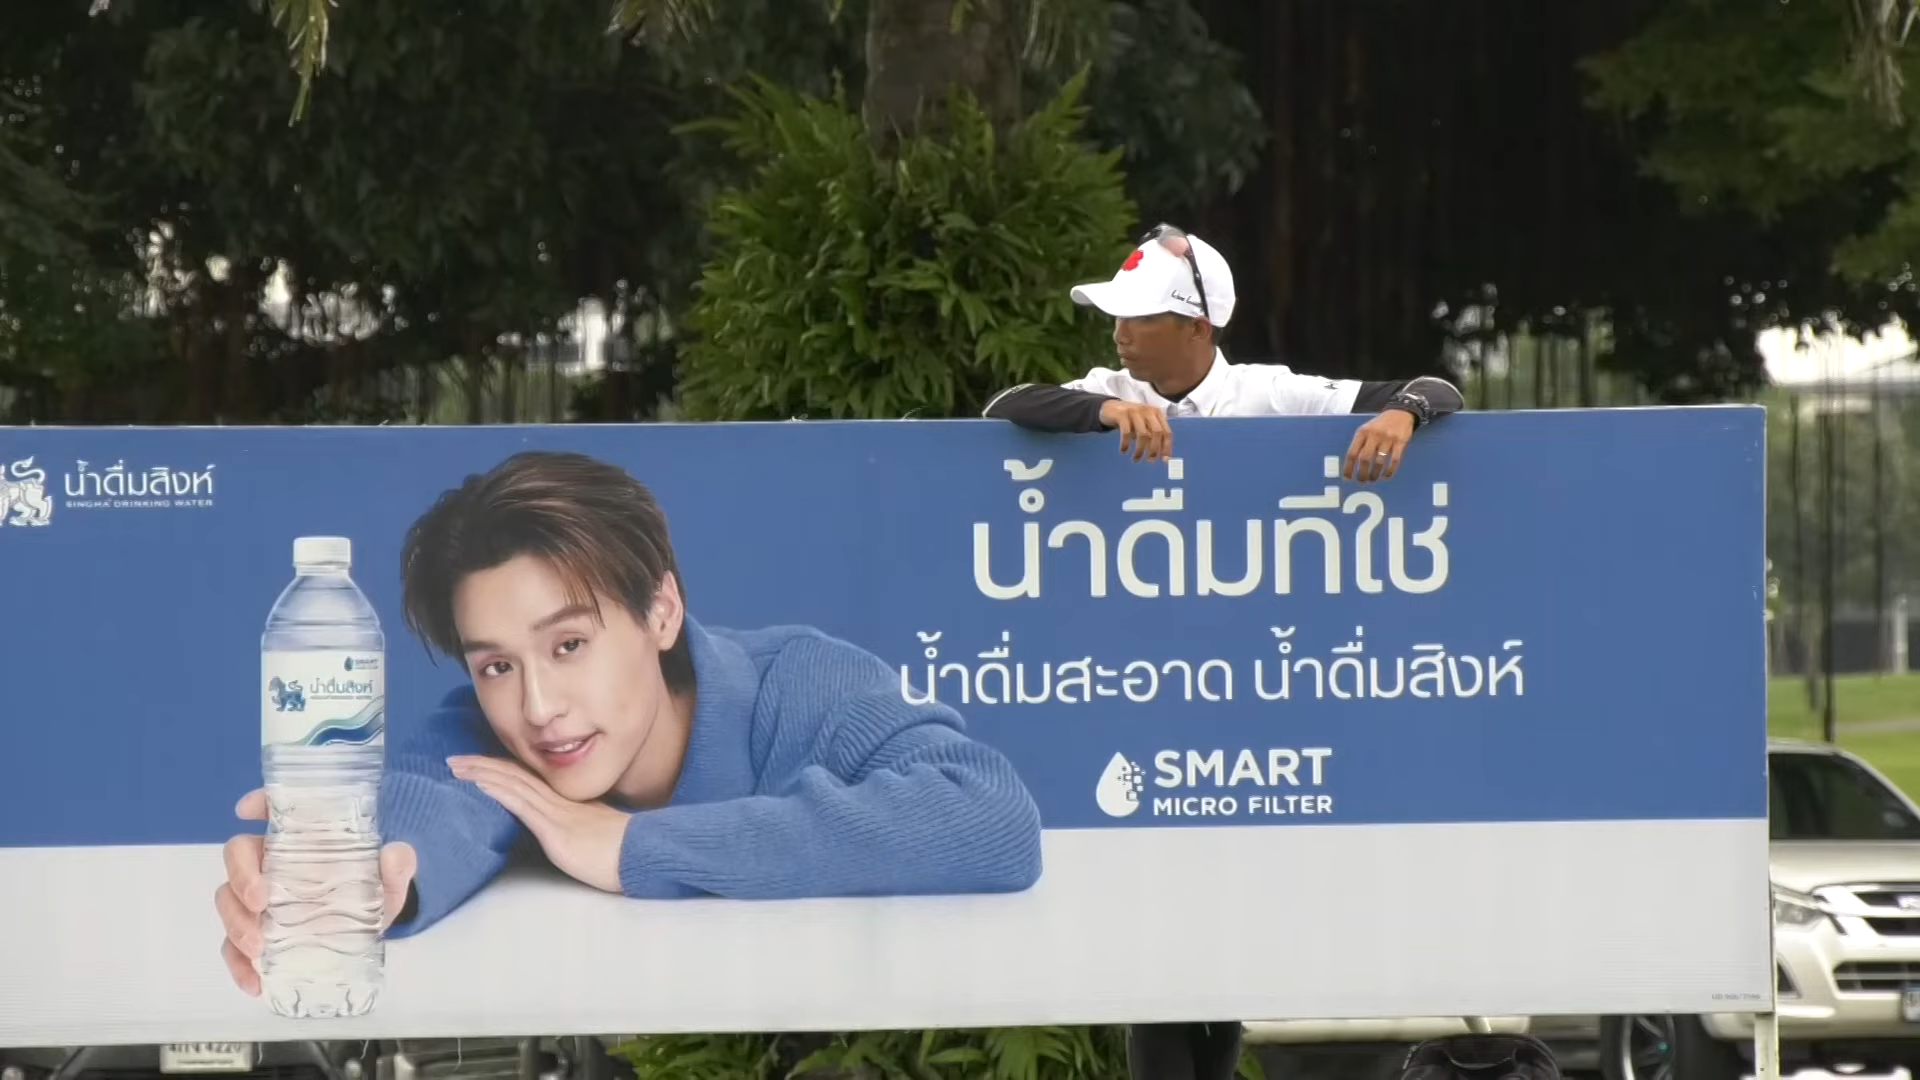 น้ำดื่มสิงห์
SINGHA DRINKING WATER
น้ำดื่มที่ใช่
น้ำดื่มสะอาด น้ำดื่มสิงห์
SMART
MICRO FILTER
SMART
น้ำดื่มสิงห์